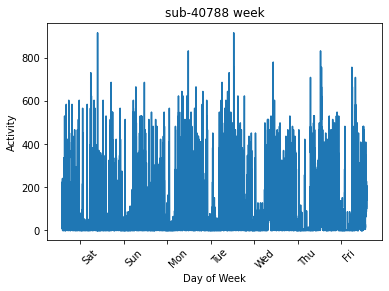 sub-40788 week
Activity
800
600
400
200
0
Sat
Sun
Mon
Tue
Wed
Thu
Fri
Day of Week